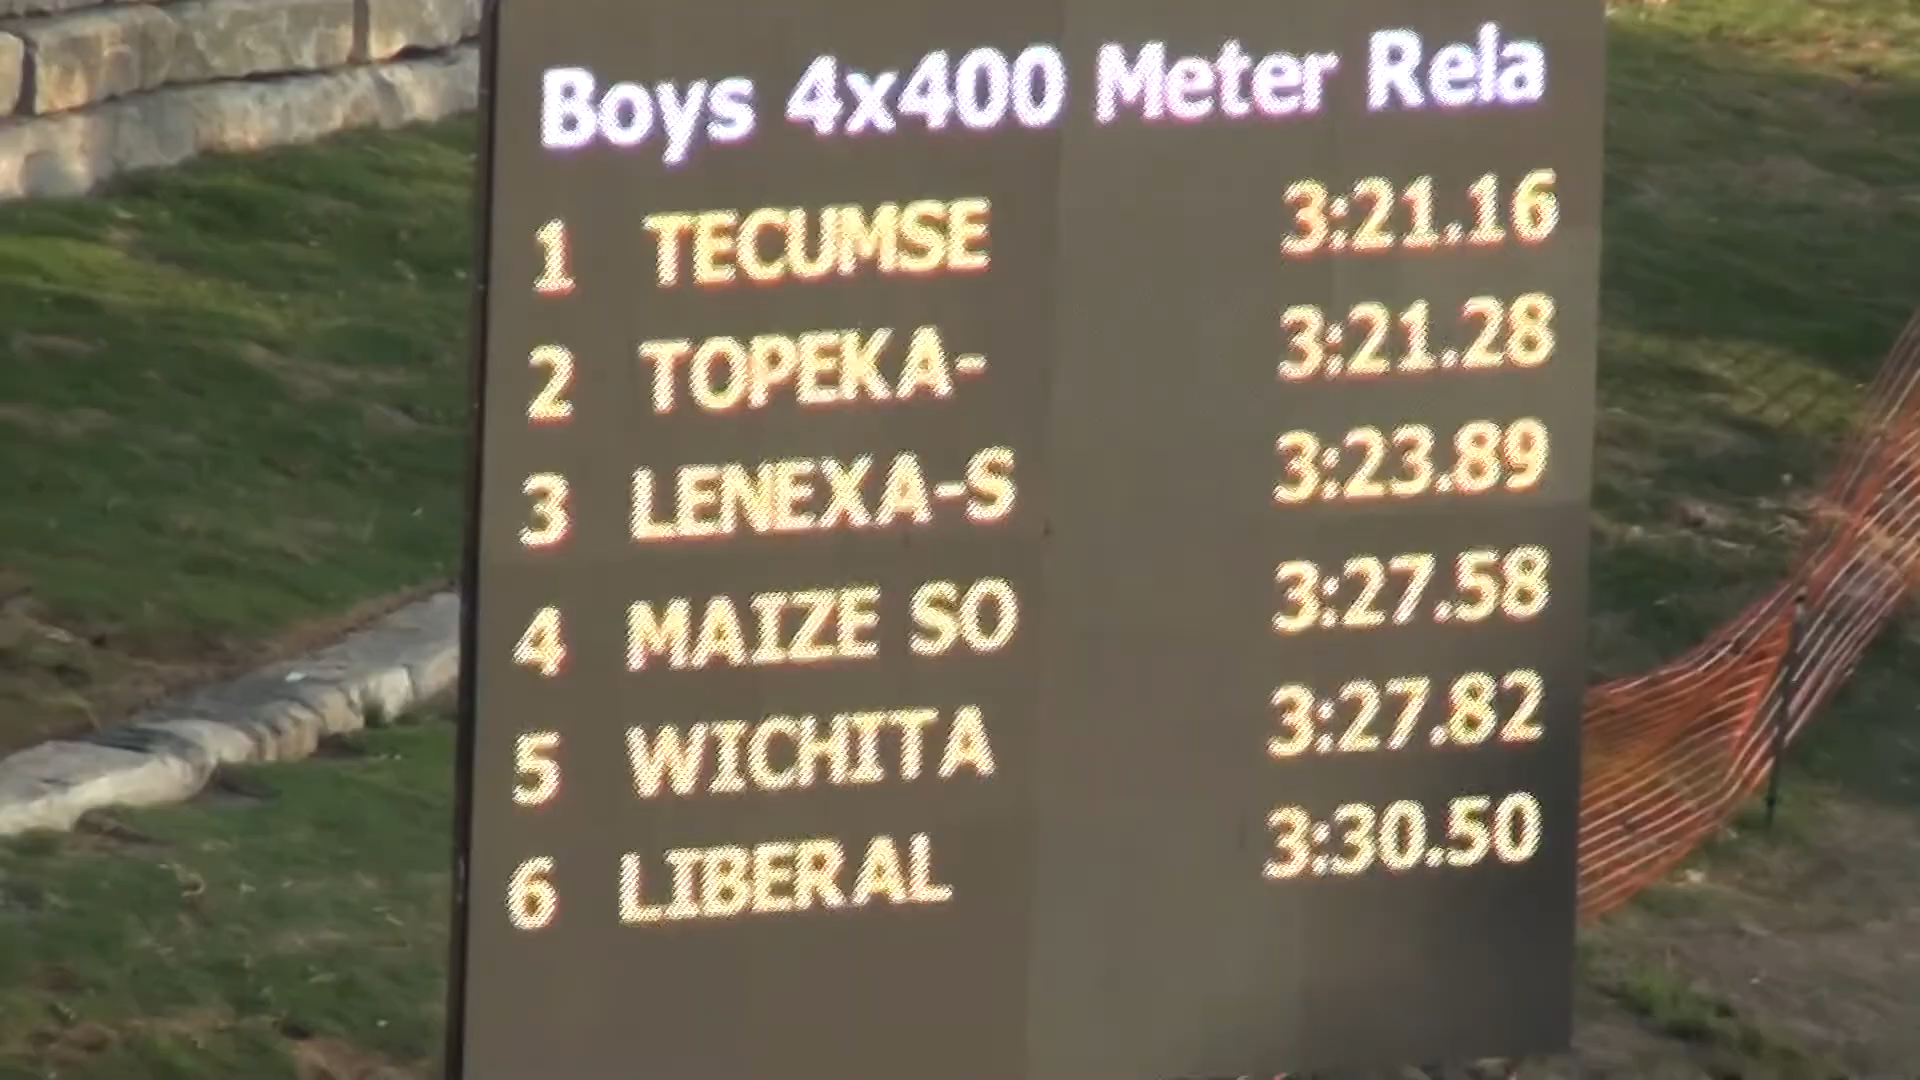 Boys 4x400 Meter Rela
1 TECUMSE 3:21.16
2 TOPEKA- 3:21.28
3 LENEXA-S 3:23.89
4 MAIZE SO 3:27.58
5 WICHITA 3:27.82
6 LIBERAL 3:30.50